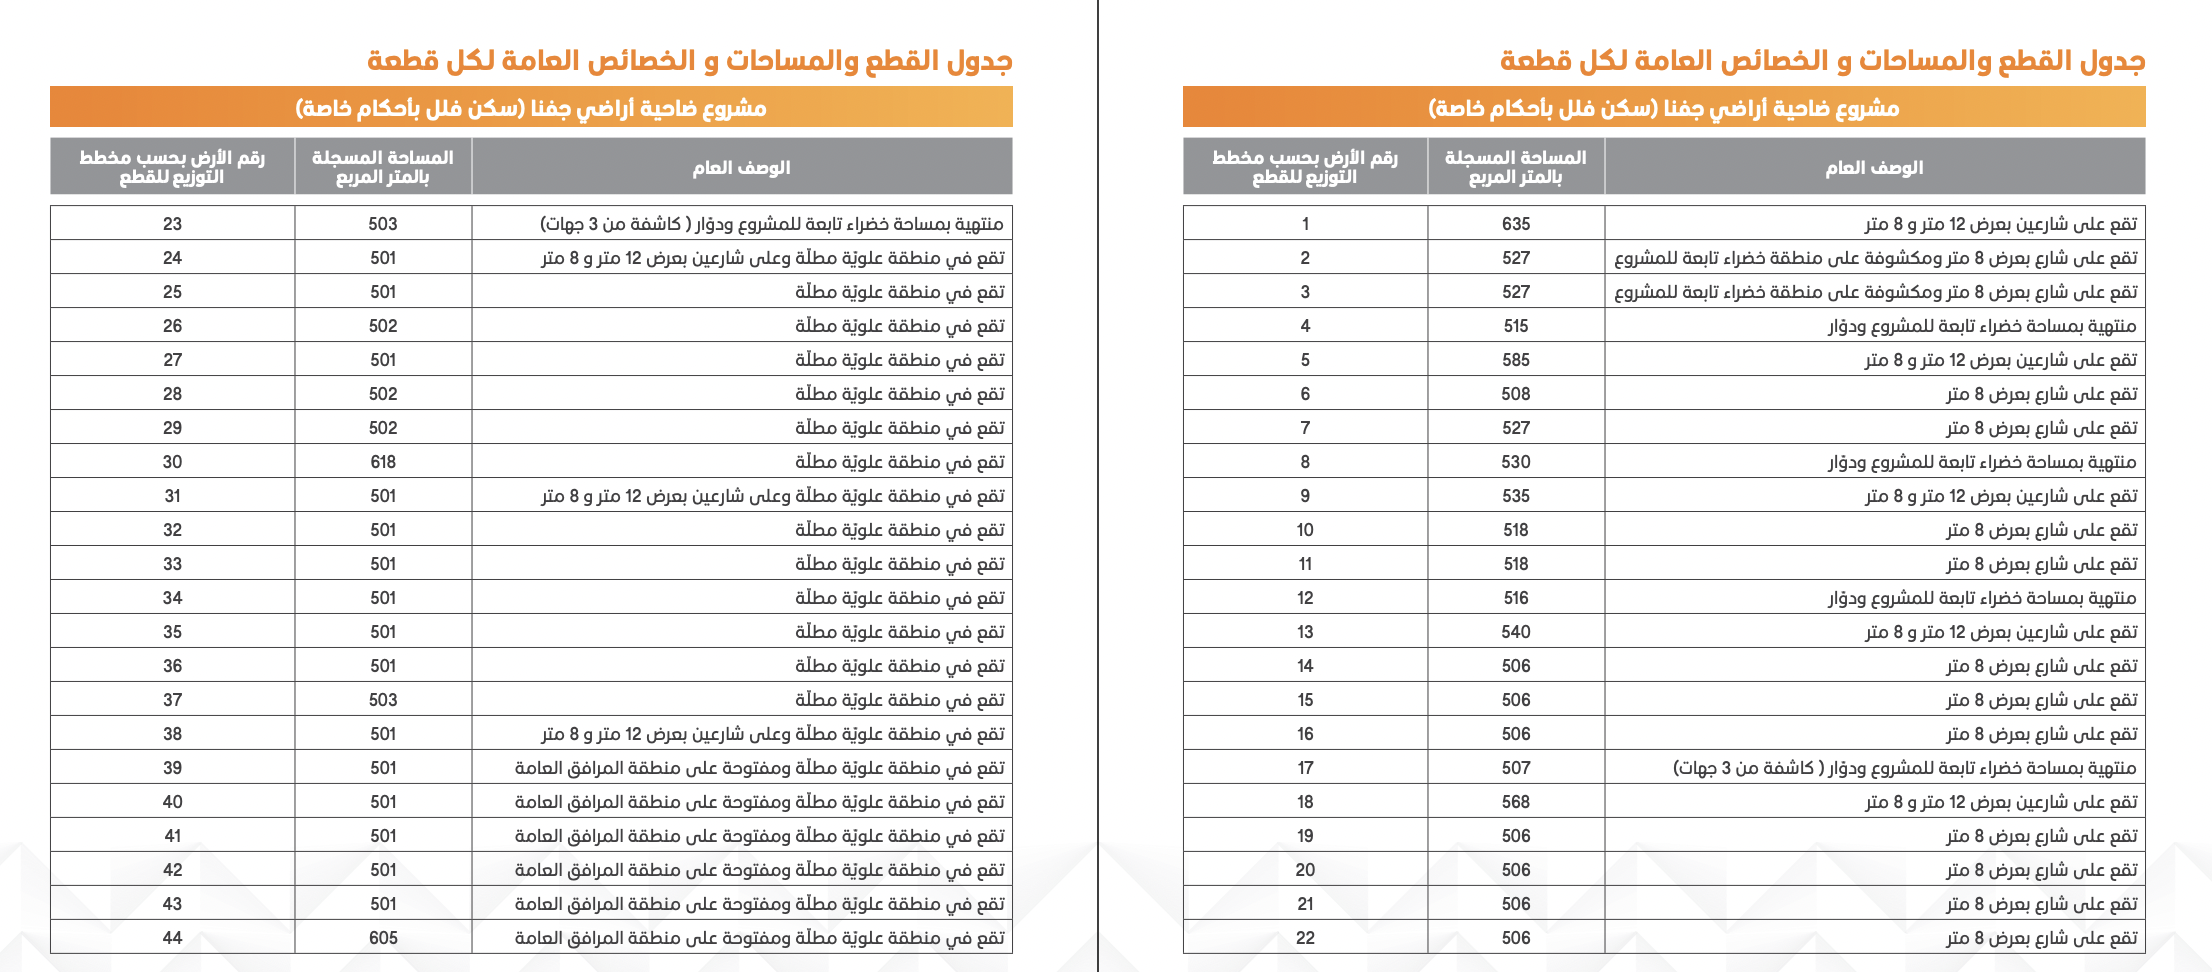 جدول القطع والمساحات و الخصائص العامة لكل قطعة
مشروع ضاحية أراضي جفنا (سكن فلل بأحكام خاصة)
الوصف العام | المساحة المسجلة بالمتر المربع | رقم الأرض بحسب مخطط التوزيع للقطع
تقع على شارعين بعرض 12 متر و 8 متر | 635 | 1
تقع على شارع بعرض 8 متر ومكشوفة على منطقة خضراء تابعة للمشروع | 527 | 2
تقع على شارع بعرض 8 متر ومكشوفة على منطقة خضراء تابعة للمشروع | 527 | 3
منتهية بمساحة خضراء تابعة للمشروع ودوّار | 515 | 4
تقع على شارعين بعرض 12 متر و 8 متر | 585 | 5
تقع على شارع بعرض 8 متر | 508 | 6
تقع على شارع بعرض 8 متر | 527 | 7
منتهية بمساحة خضراء تابعة للمشروع ودوّار | 530 | 8
تقع على شارعين بعرض 12 متر و 8 متر | 535 | 9
تقع على شارع بعرض 8 متر | 518 | 10
تقع على شارع بعرض 8 متر | 518 | 11
منتهية بمساحة خضراء تابعة للمشروع ودوّار | 516 | 12
تقع على شارعين بعرض 12 متر و 8 متر | 540 | 13
تقع على شارع بعرض 8 متر | 506 | 14
تقع على شارع بعرض 8 متر | 506 | 15
تقع على شارع بعرض 8 متر | 506 | 16
منتهية بمساحة خضراء تابعة للمشروع ودوّار ( كاشفة من 3 جهات) | 507 | 17
تقع على شارعين بعرض 12 متر و 8 متر | 568 | 18
تقع على شارع بعرض 8 متر | 506 | 19
تقع على شارع بعرض 8 متر | 506 | 20
تقع على شارع بعرض 8 متر | 506 | 21
تقع على شارع بعرض 8 متر | 506 | 22
جدول القطع والمساحات و الخصائص العامة لكل قطعة
مشروع ضاحية أراضي جفنا (سكن فلل بأحكام خاصة)
الوصف العام | المساحة المسجلة بالمتر المربع | رقم الأرض بحسب مخطط التوزيع للقطع
منتهية بمساحة خضراء تابعة للمشروع ودوّار ( كاشفة من 3 جهات) | 503 | 23
تقع في منطقة علويّة مطلّة وعلى شارعين بعرض 12 متر و 8 متر | 501 | 24
تقع في منطقة علويّة مطلّة | 501 | 25
تقع في منطقة علويّة مطلّة | 502 | 26
تقع في منطقة علويّة مطلّة | 501 | 27
تقع في منطقة علويّة مطلّة | 502 | 28
تقع في منطقة علويّة مطلّة | 502 | 29
تقع في منطقة علويّة مطلّة | 618 | 30
تقع في منطقة علويّة مطلّة وعلى شارعين بعرض 12 متر و 8 متر | 501 | 31
تقع في منطقة علويّة مطلّة | 501 | 32
تقع في منطقة علويّة مطلّة | 501 | 33
تقع في منطقة علويّة مطلّة | 501 | 34
تقع في منطقة علويّة مطلّة | 501 | 35
تقع في منطقة علويّة مطلّة | 501 | 36
تقع في منطقة علويّة مطلّة | 503 | 37
تقع في منطقة علويّة مطلّة وعلى شارعين بعرض 12 متر و 8 متر | 501 | 38
تقع في منطقة علويّة مطلّة ومفتوحة على منطقة المرافق العامة | 501 | 39
تقع في منطقة علويّة مطلّة ومفتوحة على منطقة المرافق العامة | 501 | 40
تقع في منطقة علويّة مطلّة ومفتوحة على منطقة المرافق العامة | 501 | 41
تقع في منطقة علويّة مطلّة ومفتوحة على منطقة المرافق العامة | 501 | 42
تقع في منطقة علويّة مطلّة ومفتوحة على منطقة المرافق العامة | 501 | 43
تقع في منطقة علويّة مطلّة ومفتوحة على منطقة المرافق العامة | 605 | 44